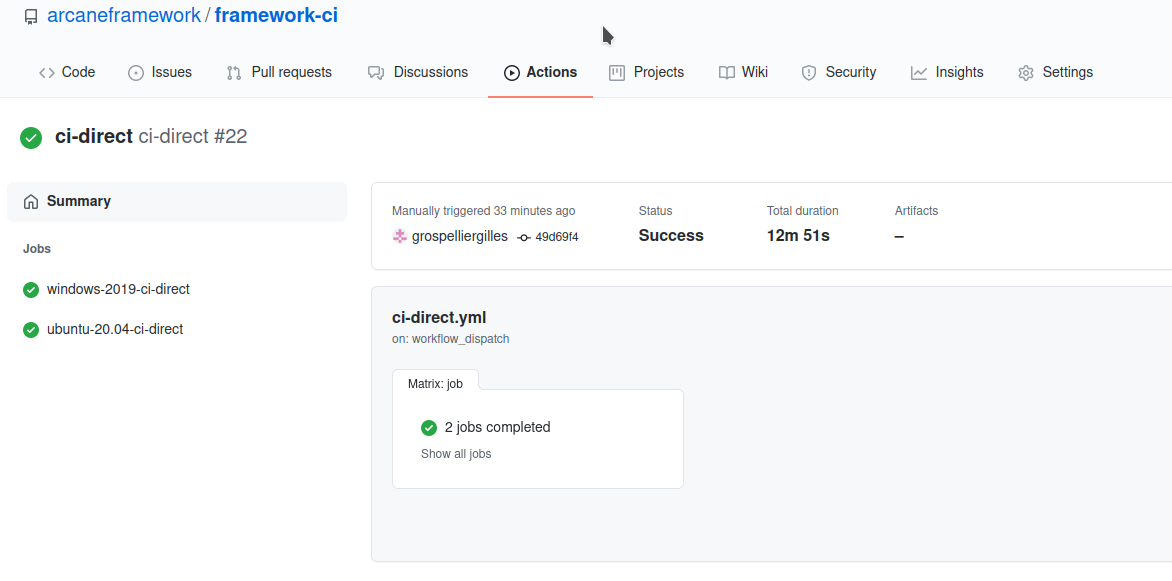 arcaneframework / framework-ci
Code Issues Pull requests Discussions Actions Projects Wiki Security Insights Settings
ci-direct ci-direct #22
Summary
Jobs
windows-2019-ci-direct
ubuntu-20.04-ci-direct
Manually triggered 33 minutes ago
grospelliergilles 49d69f4
Status
Success
Total duration
12m 51s
Artifacts
–
ci-direct.yml
on: workflow_dispatch
Matrix: job
2 jobs completed
Show all jobs